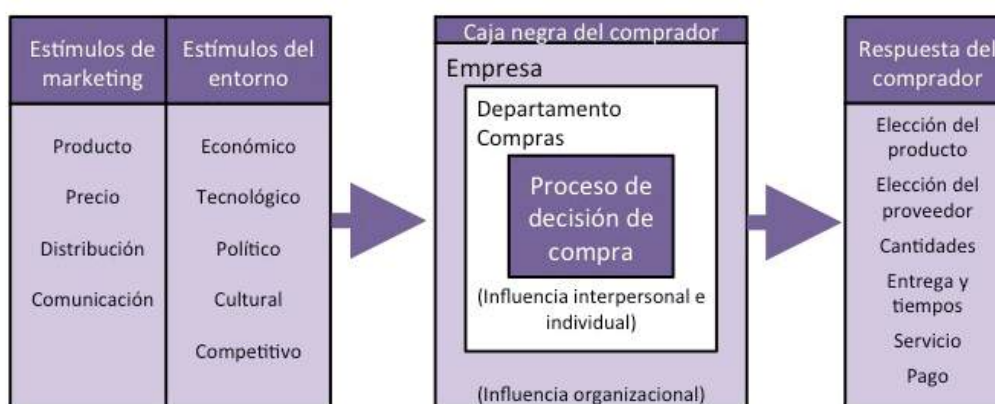 Estímulos de
marketing
Producto
Precio
Distribución
Comunicación
Estímulos del
entorno
Económico
Tecnológico
Político
Cultural
Competitivo
Caja negra del comprador
Empresa
Departamento
Compras
Proceso de
decisión de
compra
(Influencia interpersonal e
individual)
(Influencia organizacional)
Respuesta del
comprador
Elección del
producto
Elección del
proveedor
Cantidades
Entrega y
tiempos
Servicio
Pago